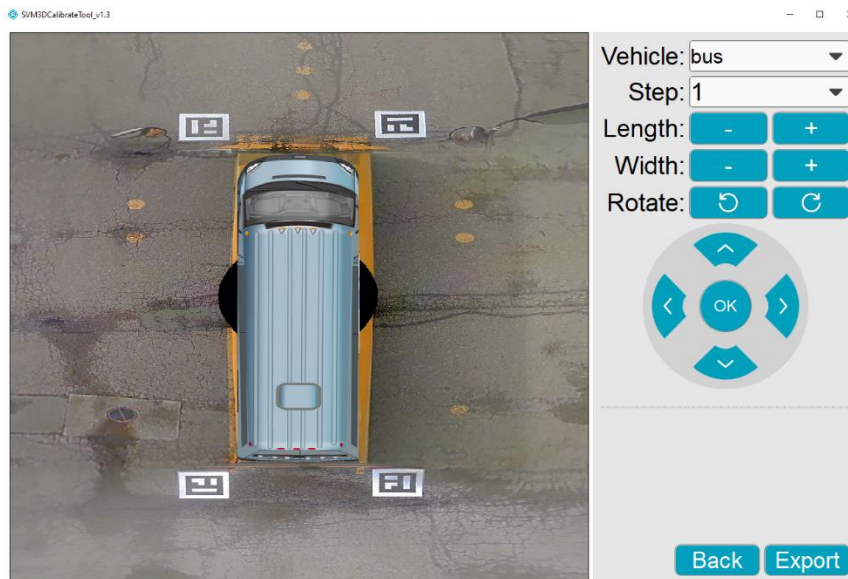 SVM3DCalibrateTool_v1.3
Vehicle: bus
Step: 1
Length: - +
Width: - +
Rotate:
OK
Back Export